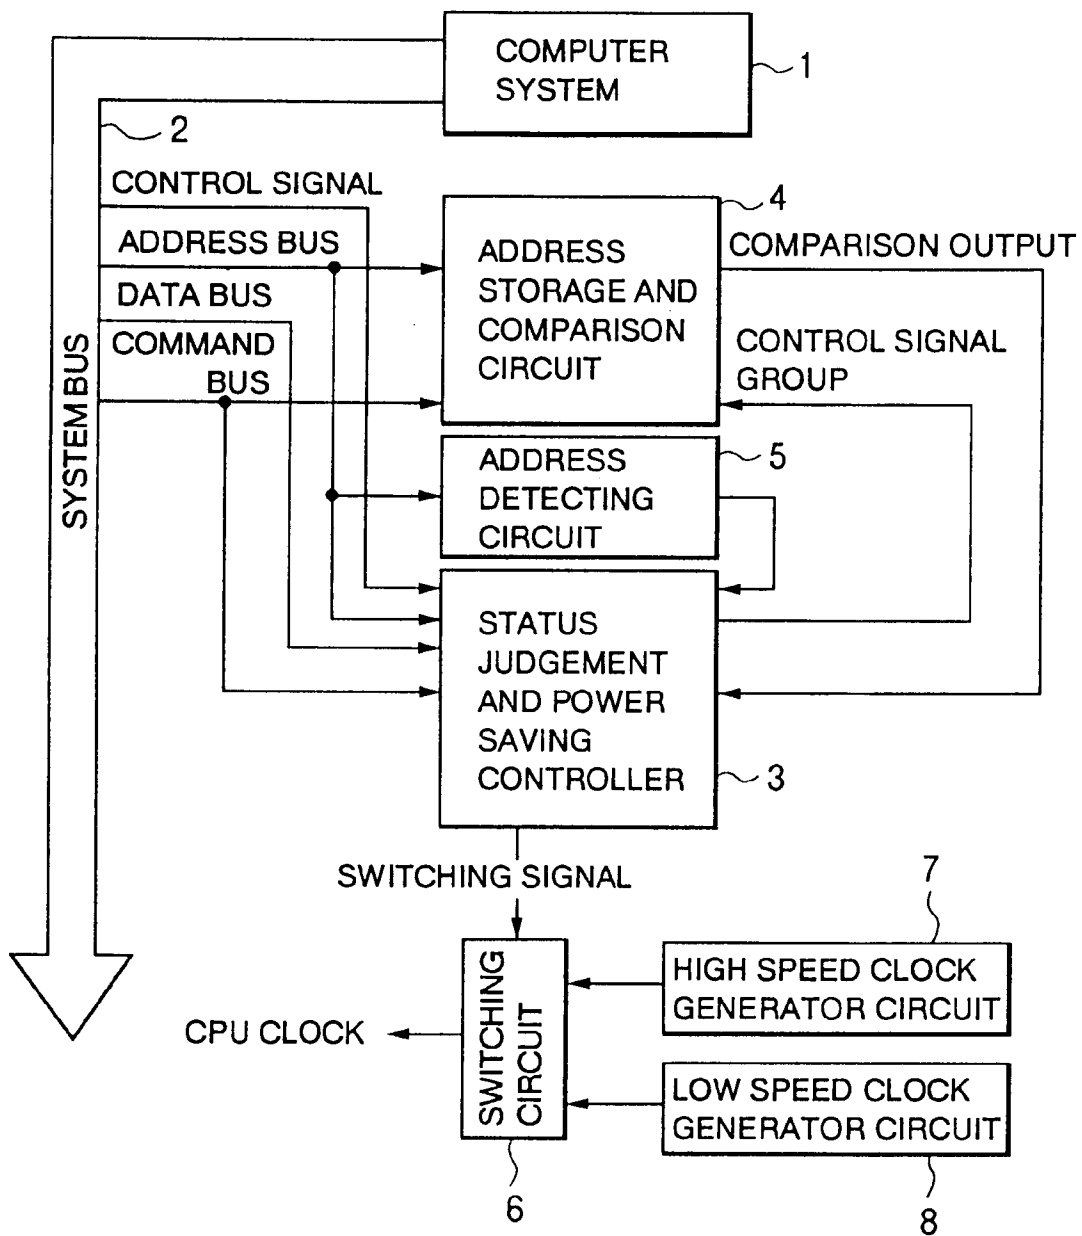 COMPUTER
SYSTEM
1
2
CONTROL SIGNAL
4
ADDRESS BUS
ADDRESS
STORAGE AND
COMPARISON
CIRCUIT
COMPARISON OUTPUT
DATA BUS
COMMAND
BUS
CONTROL SIGNAL
GROUP
SYSTEM BUS
ADDRESS
DETECTING
CIRCUIT
5
STATUS
JUDGEMENT
AND POWER
SAVING
CONTROLLER
3
SWITCHING SIGNAL
7
SWITCHING
CIRCUIT
HIGH SPEED CLOCK
GENERATOR CIRCUIT
CPU CLOCK
LOW SPEED CLOCK
GENERATOR CIRCUIT
6
8